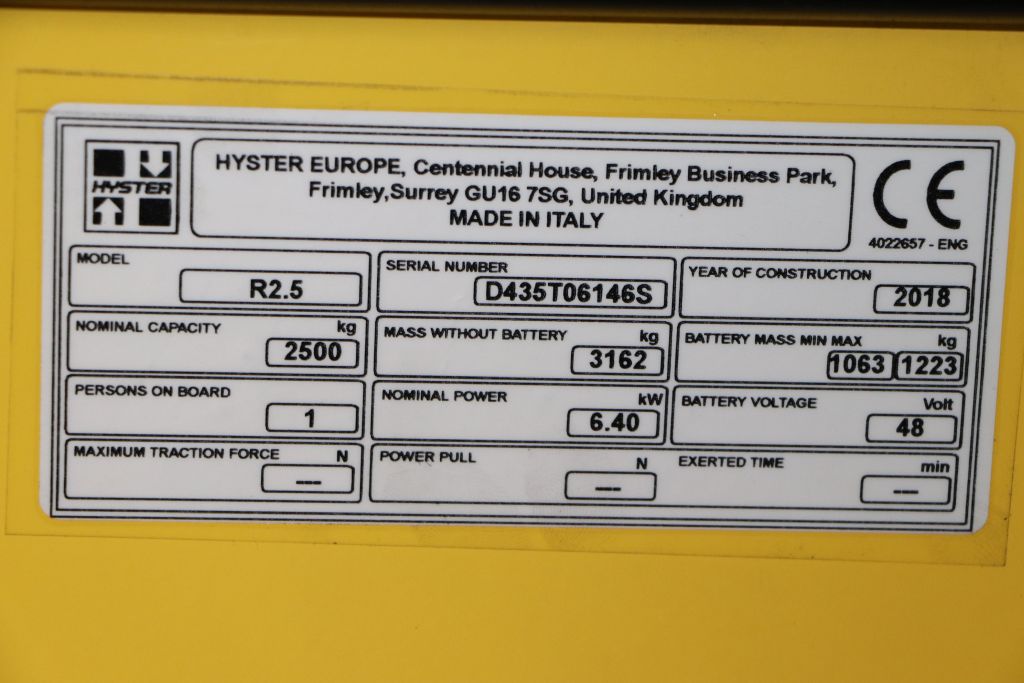 HYSTER
HYSTER EUROPE, Centennial House, Frimley Business Park,
Frimley,Surrey GU16 7SG, United Kingdom
MADE IN ITALY
CE
4022657 - ENG
MODEL
R2.5
SERIAL NUMBER
D435T06146S
YEAR OF CONSTRUCTION
2018
NOMINAL CAPACITY kg
2500
MASS WITHOUT BATTERY kg
3162
BATTERY MASS MIN MAX kg
1063 1223
PERSONS ON BOARD
1
NOMINAL POWER kW
6.40
BATTERY VOLTAGE Volt
48
MAXIMUM TRACTION FORCE N
---
POWER PULL N
---
EXERTED TIME min
---